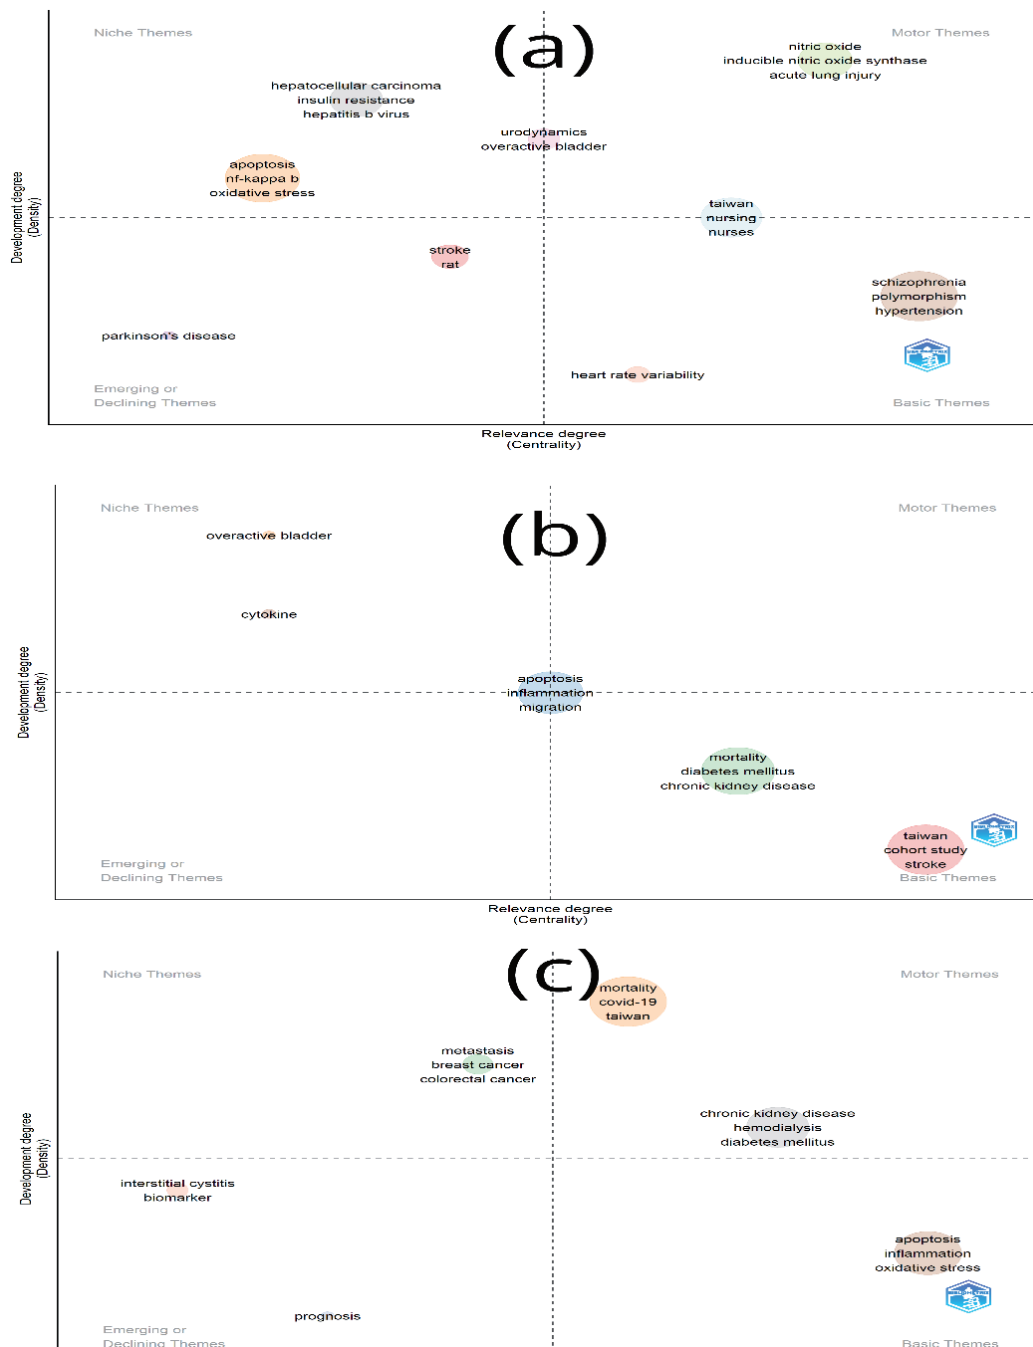 (a)
Niche Themes
Motor Themes
nitric oxide
inducible nitric oxide synthase
acute lung injury
hepatocellular carcinoma
insulin resistance
hepatitis b virus
urodynamics
overactive bladder
apoptosis
nf-kappa b
oxidative stress
taiwan
nursing
nurses
stroke
rat
schizophrenia
polymorphism
hypertension
parkinson's disease
heart rate variability
Emerging or
Declining Themes
Basic Themes
Development degree
(Density)
Relevance degree
(Centrality)
(b)
Niche Themes
Motor Themes
overactive bladder
cytokine
apoptosis
inflammation
migration
mortality
diabetes mellitus
chronic kidney disease
taiwan
cohort study
stroke
Emerging or
Declining Themes
Basic Themes
Development degree
(Density)
Relevance degree
(Centrality)
(c)
Niche Themes
Motor Themes
mortality
covid-19
taiwan
metastasis
breast cancer
colorectal cancer
chronic kidney disease
hemodialysis
diabetes mellitus
interstitial cystitis
biomarker
apoptosis
inflammation
oxidative stress
prognosis
Emerging or
Declining Themes
Basic Themes
Development degree
(Density)